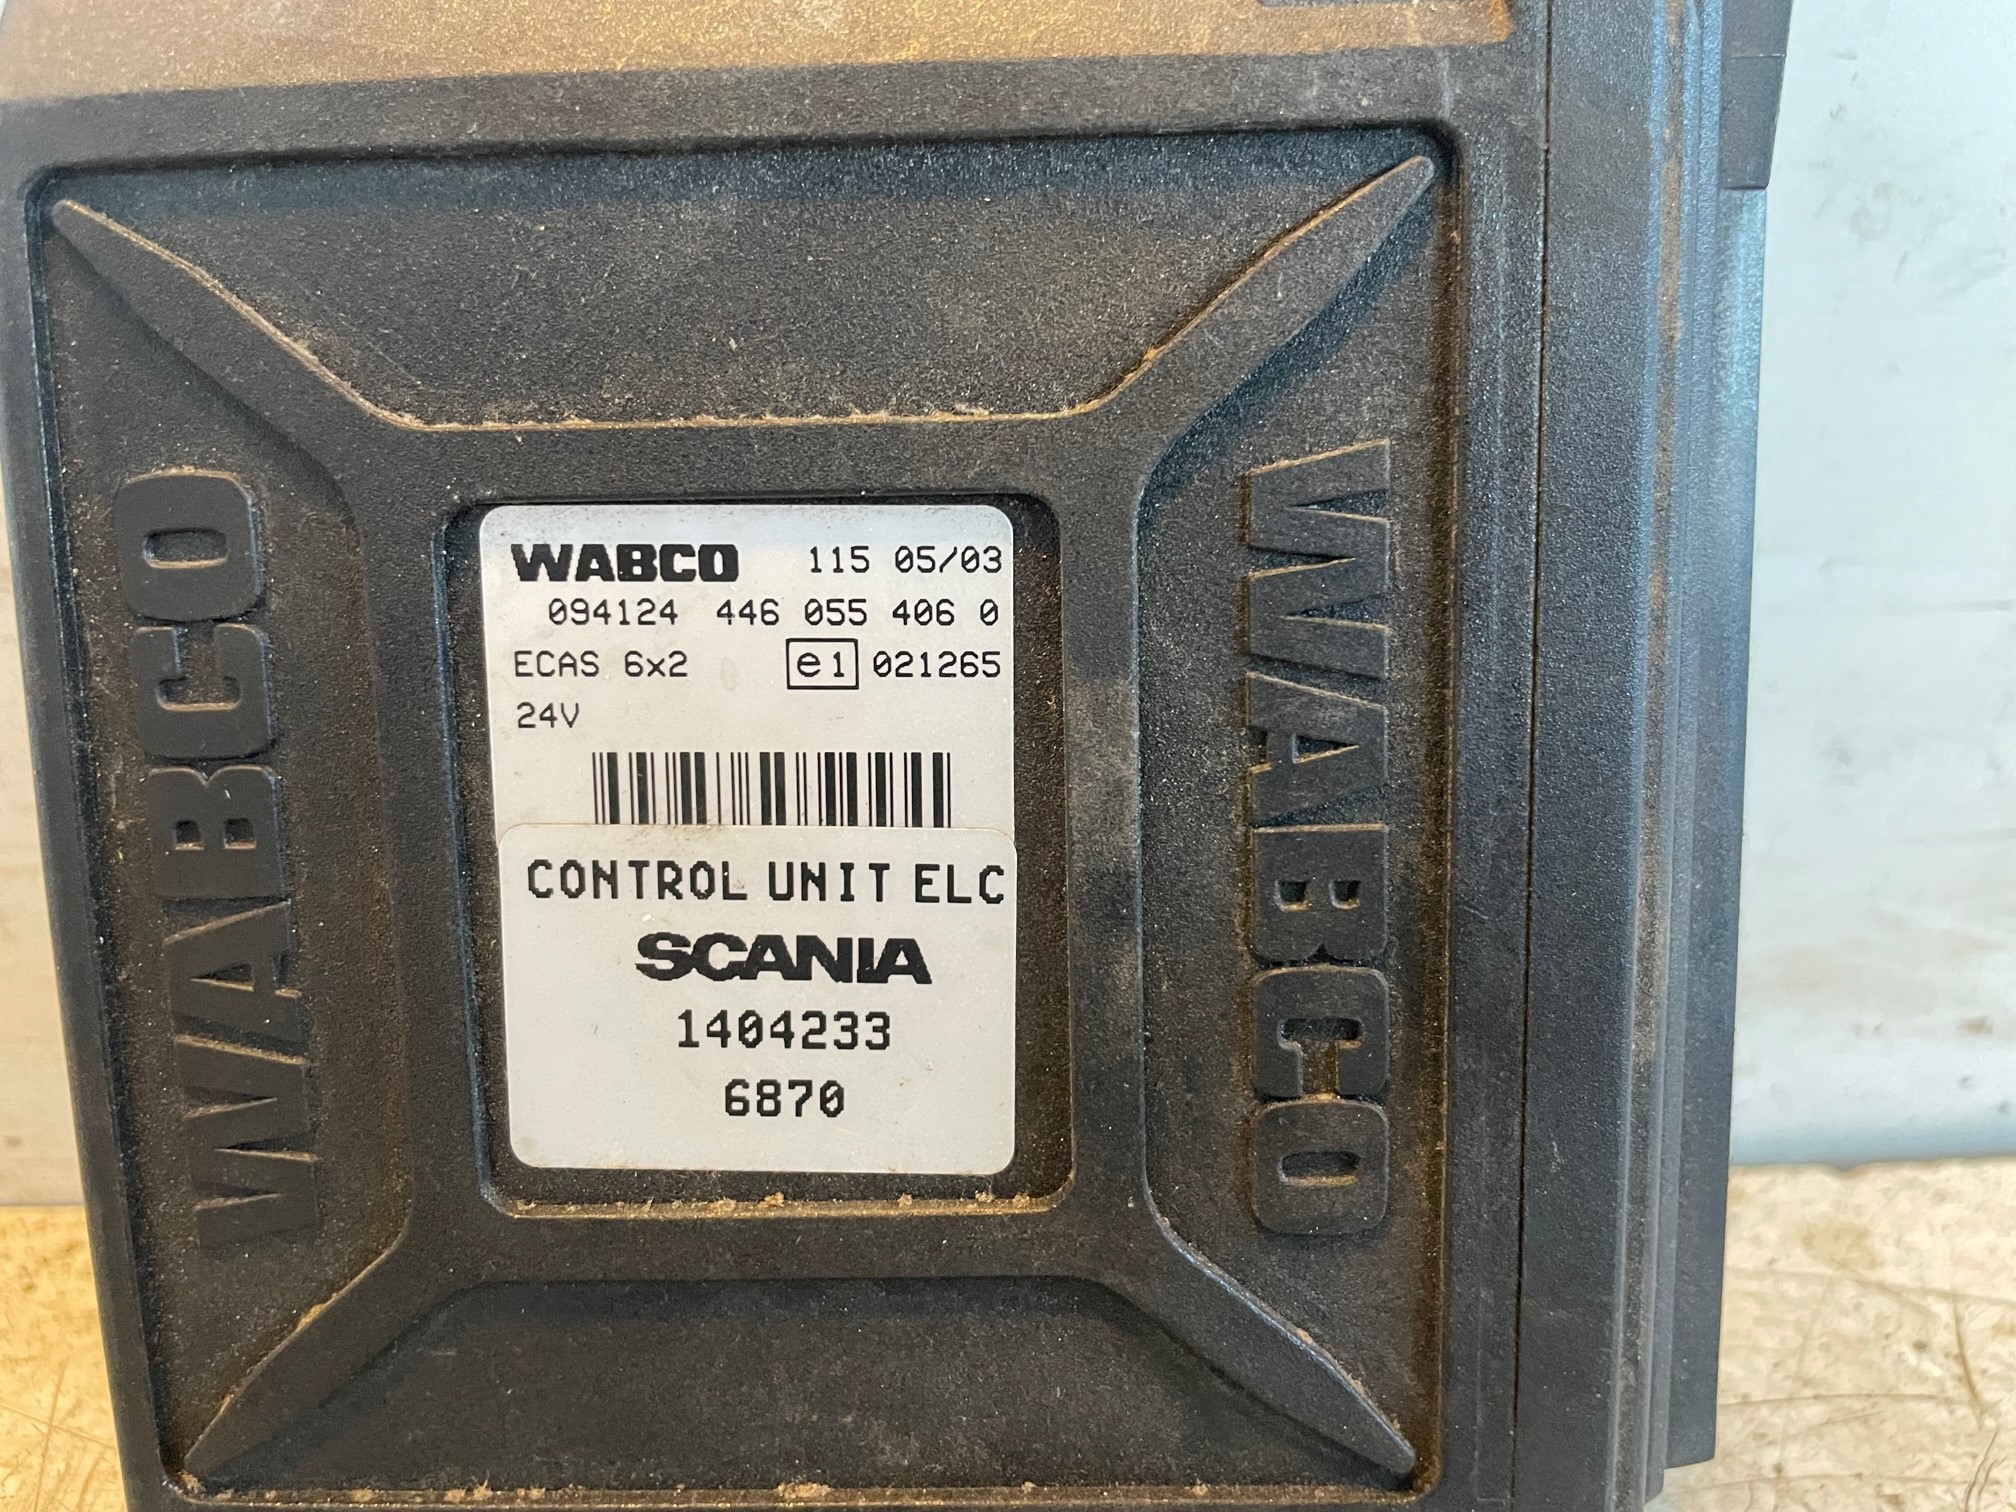 WABCO 115 05/03
094124 446 055 406 0
ECAS 6x2 e1 021265
24V
CONTROL UNIT ELC
SCANIA
1404233
6870
WABCO
WABCO